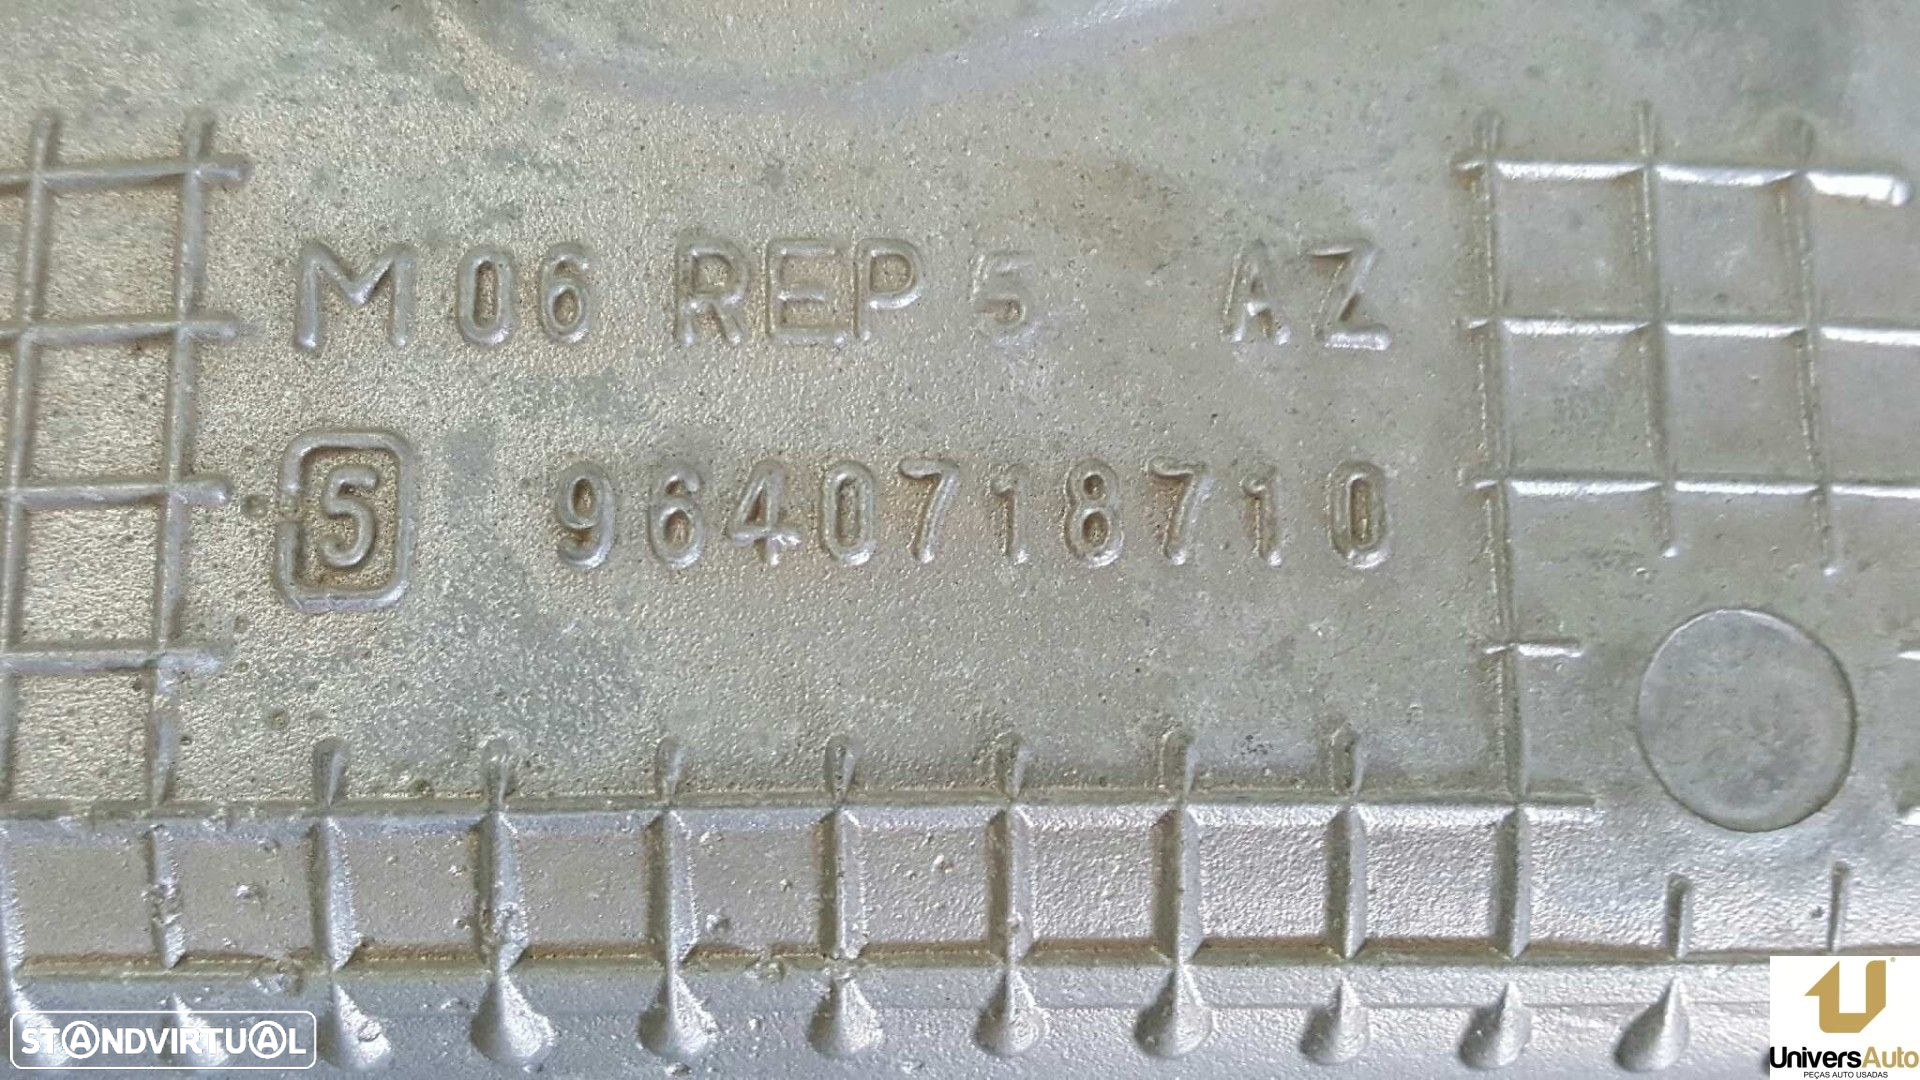 M06 REP 5 AZ
5 9640718710
STANDVIRTUAL
UniversAuto
PEÇAS AUTO USADAS